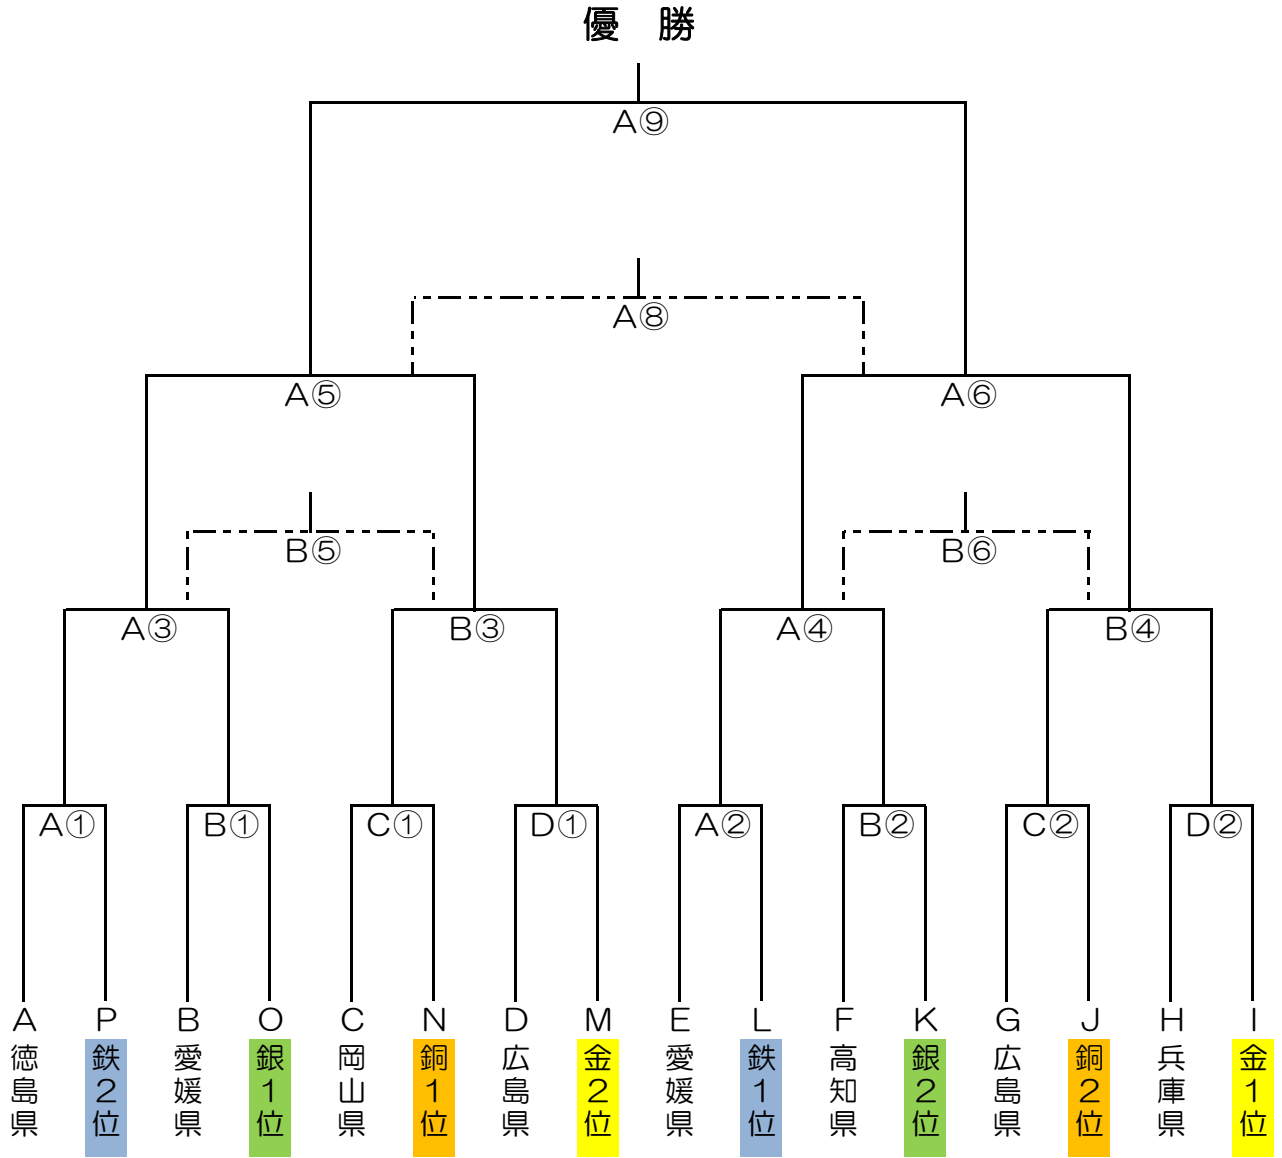 優　勝
A⑨
A⑧
A⑤ A⑥
B⑤ B⑥
A③ B③ A④ B④
A① B① C① D① A② B② C② D②
A P B O C N D M E L F K G J H I
徳島県 鉄2位 愛媛県 銀1位 岡山県 銅1位 広島県 金2位 愛媛県 鉄1位 高知県 銀2位 広島県 銅2位 兵庫県 金1位